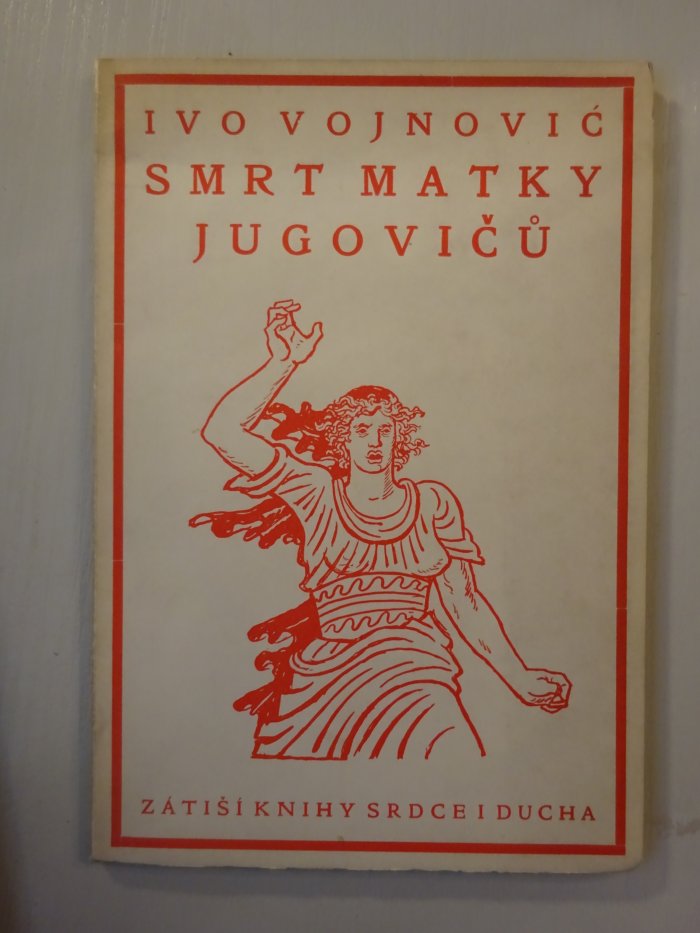 IVO VOJNOVIĆ
SMRT MATKY
JUGOVIČŮ
ZÁTIŠÍ KNIHY SRDCE I DUCHA